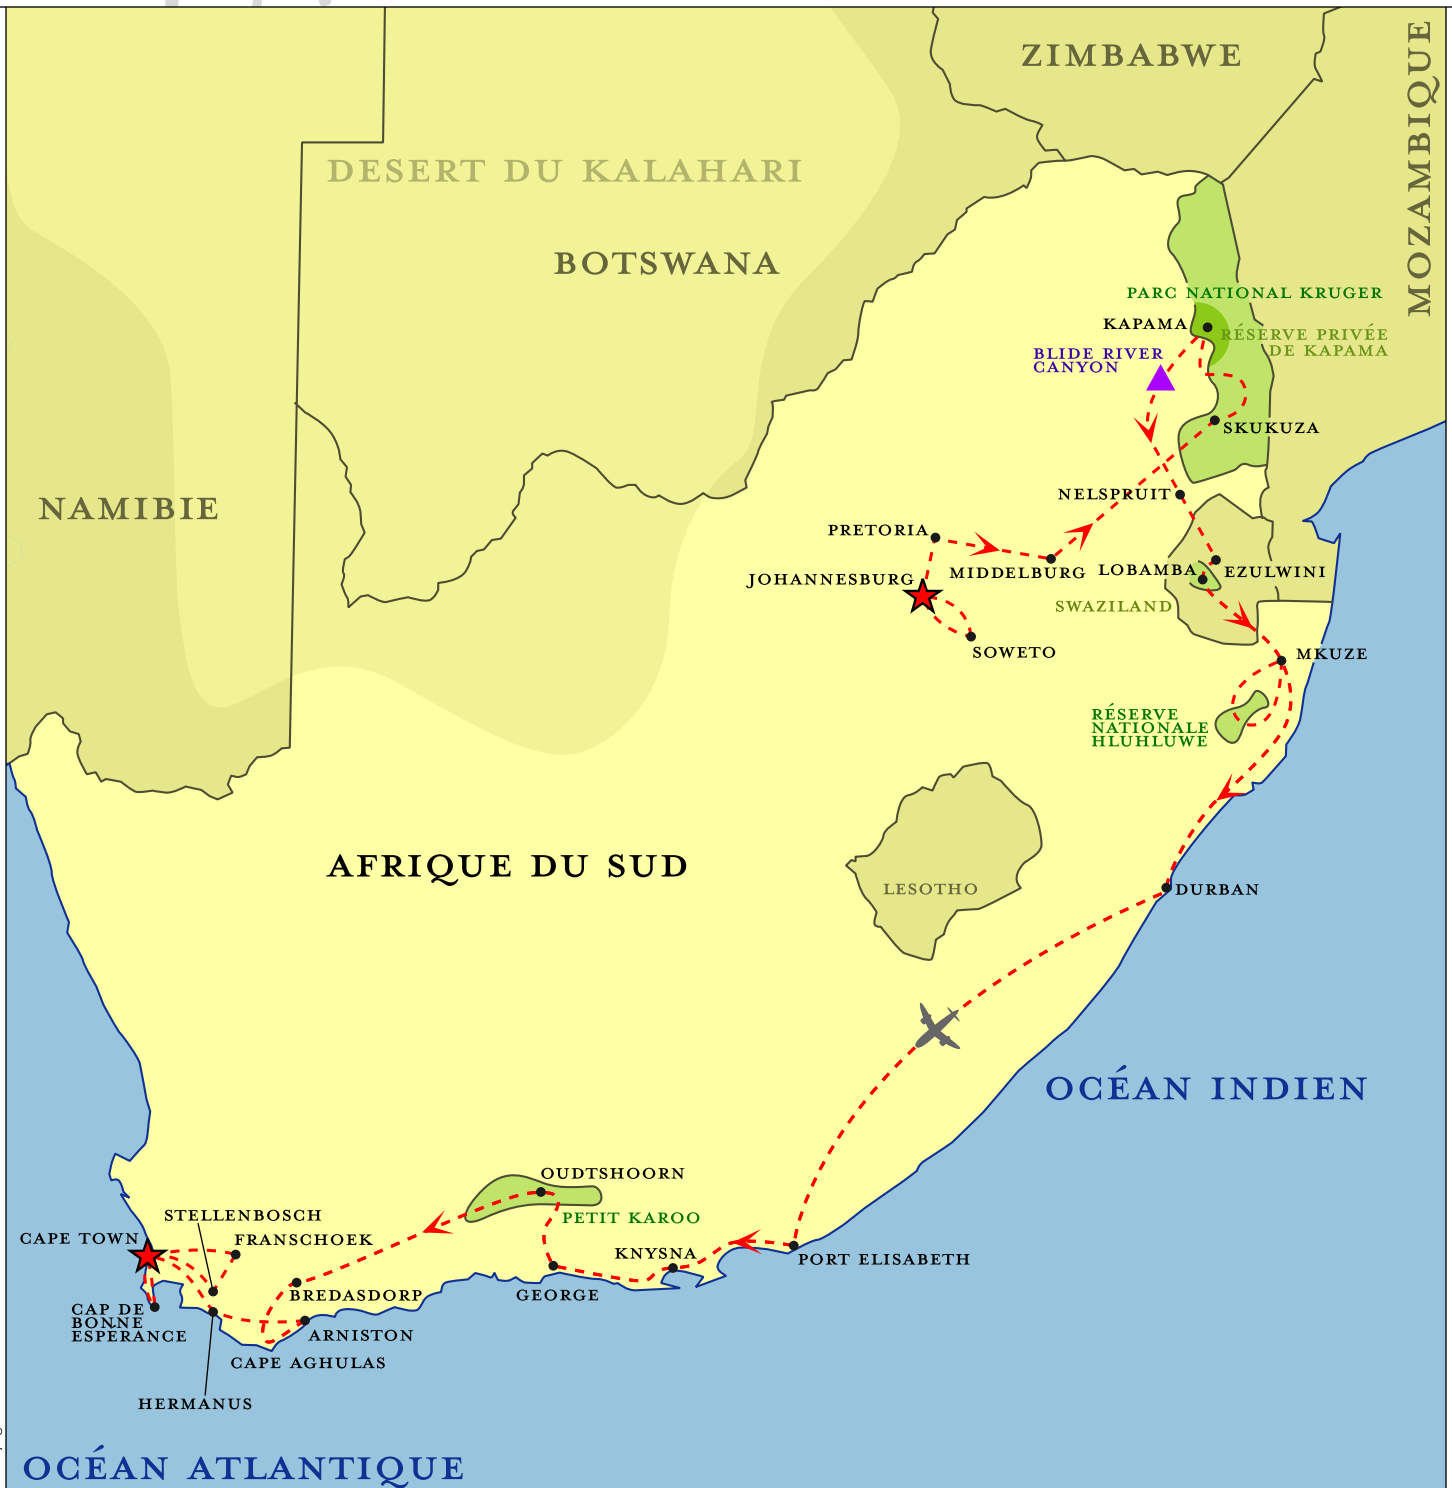 ZIMBABWE
MOZAMBIQUE
DESERT DU KALAHARI
BOTSWANA
PARC NATIONAL KRUGER
KAPAMA
RÉSERVE PRIVÉE
DE KAPAMA
BLIDE RIVER
CANYON
SKUKUZA
NAMIBIE
NELSPRUIT
PRETORIA
MIDDELBURG
LOBAMBA
EZULWINI
JOHANNESBURG
SWAZILAND
SOWETO
MKUZE
RÉSERVE
NATIONALE
HLUHLUWE
AFRIQUE DU SUD
LESOTHO
DURBAN
OCÉAN INDIEN
OUDTSHOORN
PETIT KAROO
STELLENBOSCH
CAPE TOWN
FRANSCHOEK
KNYSNA
PORT ELISABETH
GEORGE
BREDASDORP
CAP DE
BONNE
ESPERANCE
ARNISTON
CAPE AGHULAS
HERMANUS
OCÉAN ATLANTIQUE